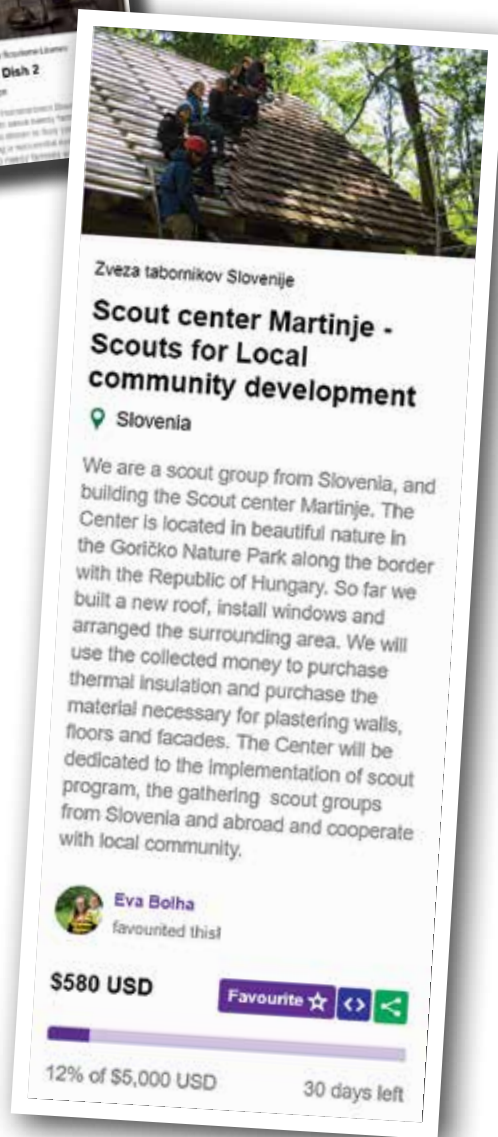 Dish 2
Zveza tabornikov Slovenije
Scout center Martinje -
Scouts for Local
community development
Slovenia
We are a scout group from Slovenia, and
building the Scout center Martinje. The
Center is located in beautiful nature in
the Goričko Nature Park along the border
with the Republic of Hungary. So far we
built a new roof, install windows and
arranged the surrounding area. We will
use the collected money to purchase
thermal insulation and purchase the
material necessary for plastering walls,
floors and facades. The Center will be
dedicated to the implementation of scout
program, the gathering scout groups
from Slovenia and abroad and cooperate
with local community.
Eva Bolha
favourited this!
$580 USD
Favourite
12% of $5,000 USD
30 days left